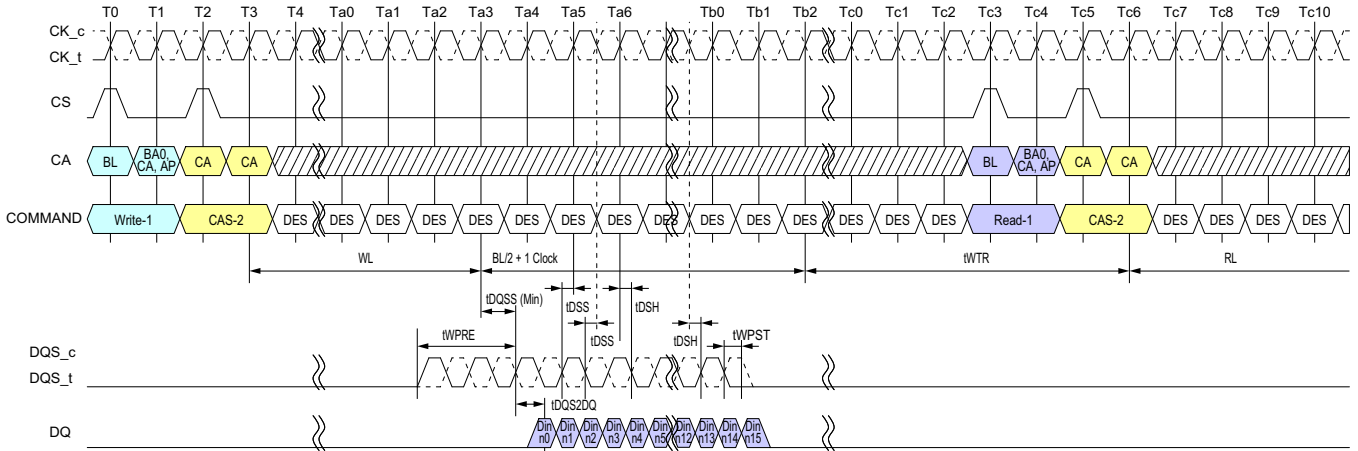 T0 T1 T2 T3 T4 Ta0 Ta1 Ta2 Ta3 Ta4 Ta5 Ta6 Tb0 Tb1 Tb2 Tc0 Tc1 Tc2 Tc3 Tc4 Tc5 Tc6 Tc7 Tc8 Tc9 Tc10
CK_c
CK_t
CS
CA BL BA0, CA, AP CA CA BL BA0, CA, AP CA CA
COMMAND Write-1 CAS-2 DES DES DES DES DES DES DES DES DES DES DES DES DES DES Read-1 CAS-2 DES DES DES DES
WL BL/2 + 1 Clock tWTR RL
tDQSS (Min) tDSS tDSH
tWPRE tDSS tDSH tWPST
DQS_c
DQS_t
tDQS2DQ
DQ Din n0 Din n1 Din n2 Din n3 Din n4 Din n5 Din n12 Din n13 Din n14 Din n15